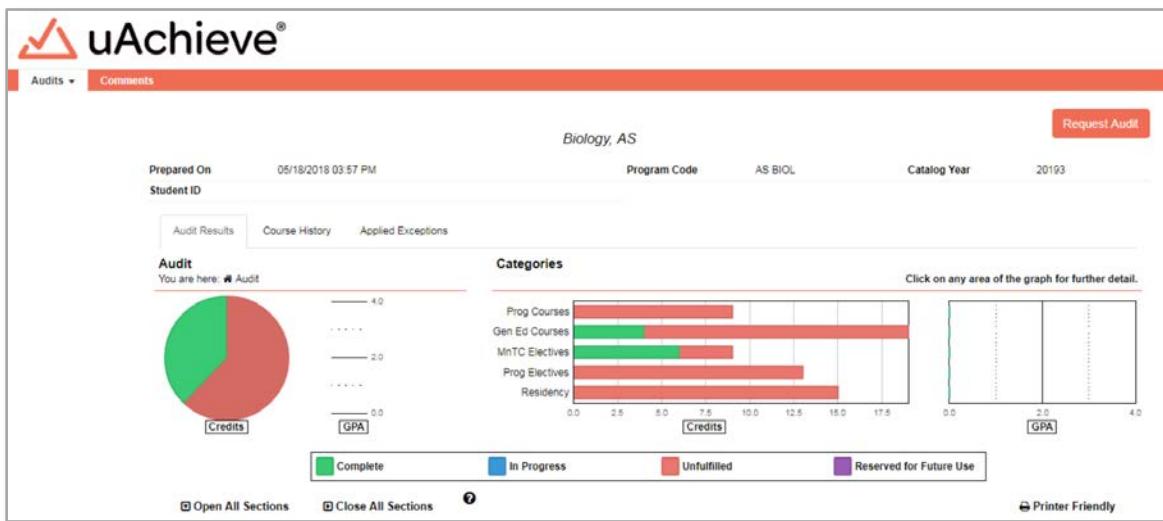 uAchieve®
Audits
Comments
Request Audit
Biology, AS
Prepared On 05/18/2018 03:57 PM Program Code AS BIOL Catalog Year 20193
Student ID
Audit Results Course History Applied Exceptions
Audit
You are here: Audit
Categories
Click on any area of the graph for further detail.
4.0
2.0
0.0
Credits
GPA
Prog Courses
Gen Ed Courses
MnTC Electives
Prog Electives
Residency
0.0 2.5 5.0 7.5 10.0 12.5 15.0 17.5
Credits
0.0 2.0 4.0
GPA
Complete In Progress Unfulfilled Reserved for Future Use
Open All Sections Close All Sections ? Printer Friendly